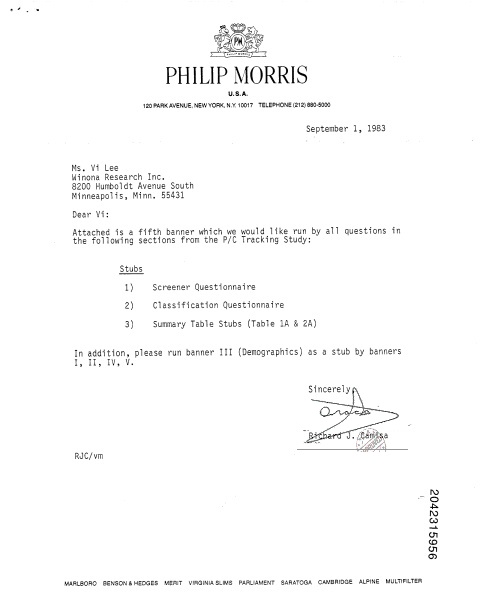 PHILIP MORRIS
U.S.A.
120 PARK AVENUE, NEW YORK, N.Y. 10017 TELEPHONE (212) 880-5000
September 1, 1983
Ms. Vi Lee
Winona Research Inc.
8200 Humboldt Avenue South
Minneapolis, Minn. 55431
Dear Vi:
Attached is a fifth banner which we would like run by all questions in
the following sections from the P/C Tracking Study:
Stubs
1) Screener Questionnaire
2) Classification Questionnaire
3) Summary Table Stubs (Table 1A & 2A)
In addition, please run banner III (Demographics) as a stub by banners
I, II, IV, V.
Sincerely,
Richard J. Camisa
RJC/vm
2042315956
MARLBORO BENSON & HEDGES MERIT VIRGINIA SLIMS PARLIAMENT SARATOGA CAMBRIDGE ALPINE MULTIFILTER